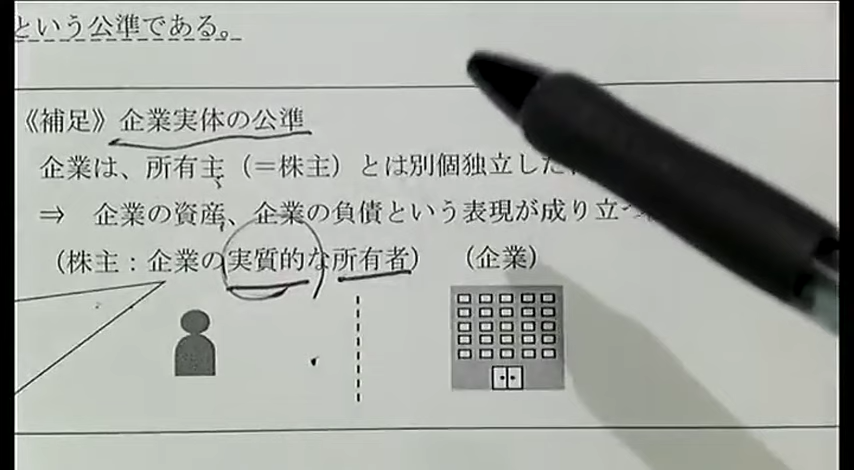 という公準である。
《補足》企業実体の公準
企業は、所有主（＝株主）とは別個独立した
⇒ 企業の資産、企業の負債という表現が成り立つ
（株主：企業の実質的な所有者） （企業）